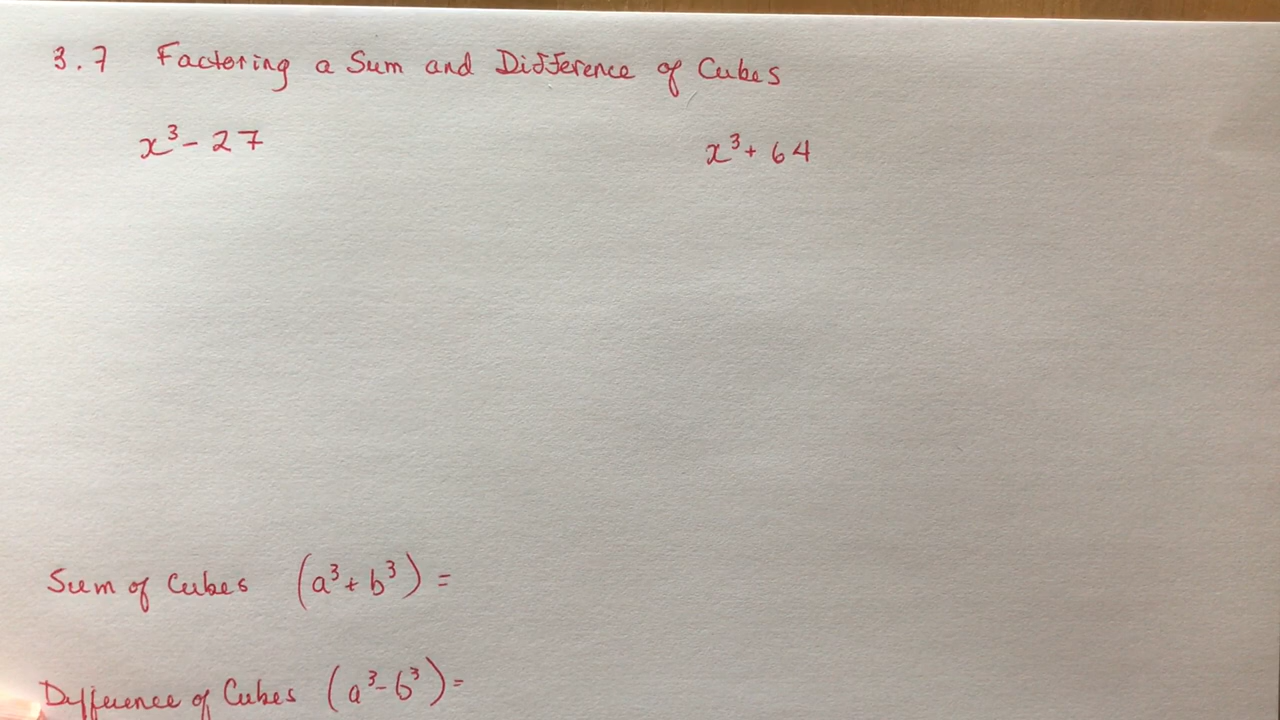 3.7 Factoring a Sum and Difference of Cubes
x³ - 27 x³ + 64
Sum of Cubes (a³ + b³) =
Difference of Cubes (a³ - b³) =